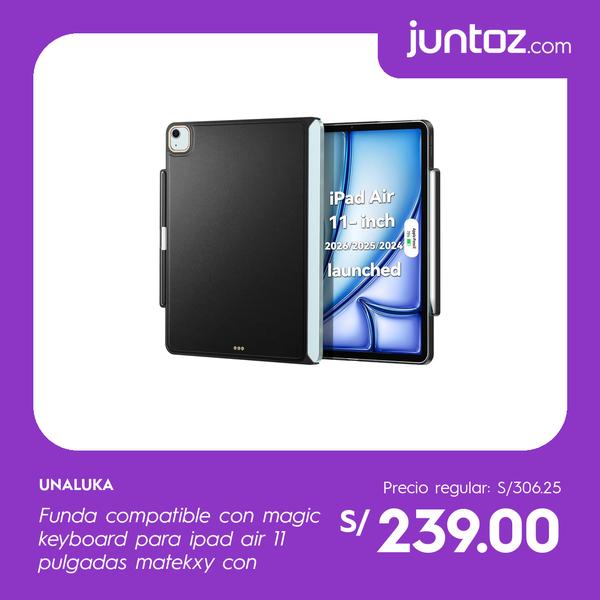 juntoz.com
iPad Air
11- inch
2026/2025/2024
launched
UNALUKA
Funda compatible con magic
keyboard para ipad air 11
pulgadas matekxy con
Precio regular: S/306.25
S/ 239.00